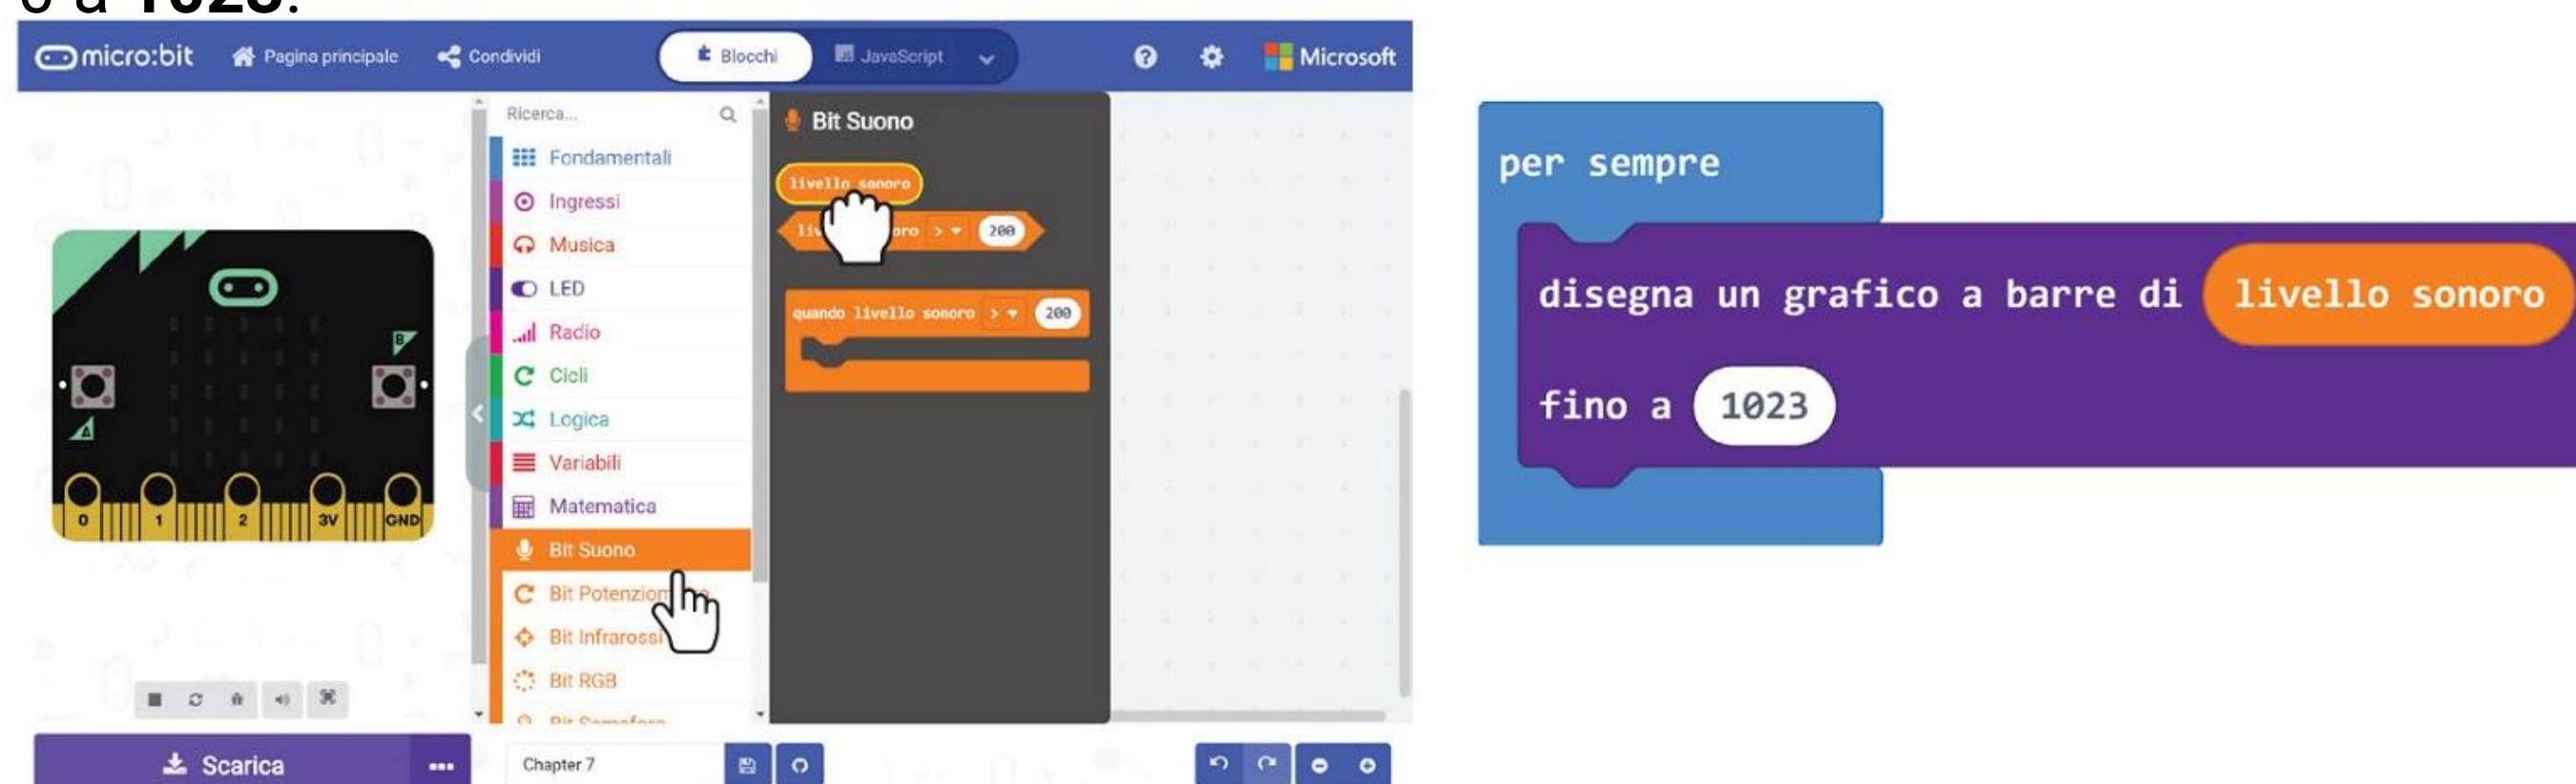 micro:bit Pagina principale Condividi Blocchi JavaScript Microsoft
Ricerca...
Fondamentali
Ingressi
Musica
LED
Radio
Cicli
Logica
Variabili
Matematica
Bit Suono
Bit Infrarossi
Bit RGB
Bit Suono
livello sonoro
> 200
quando livello sonoro > 200
B
A
0 1 2 3V GND
Scarica ...
Chapter 7
per sempre
disegna un grafico a barre di livello sonoro
fino a 1023